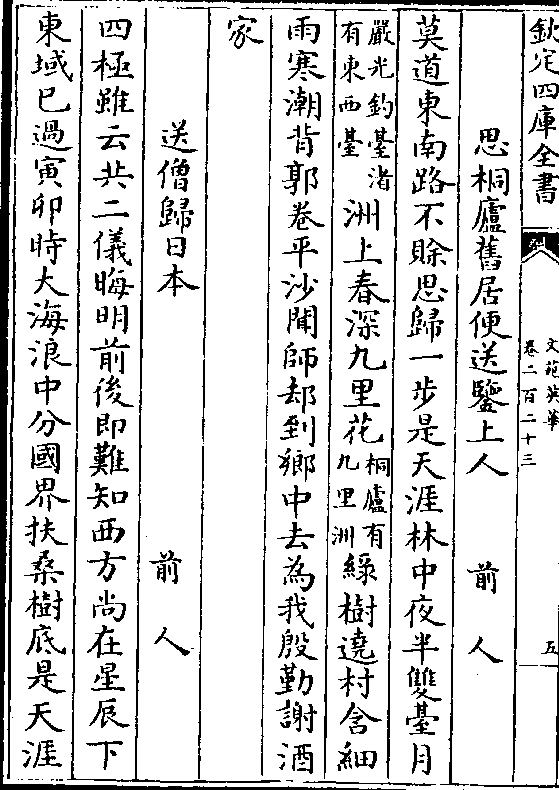 欽定四庫全書
文苑英華
卷二百二十三
五
思桐廬舊居便送鑒上人 前人
莫道東南路不賒思歸一步是天涯林中夜半雙臺月
嚴光釣臺渚有東西臺洲上春深九里花桐廬有九里洲綠樹遶村含細
雨寒潮背郭卷平沙聞師却到鄉中去為我殷勤謝酒
家
送僧歸日本 前人
四極雖云共二儀晦明前後即難知西方尚在星辰下
東域已過寅卯時大海浪中分國界扶桑樹底是天涯